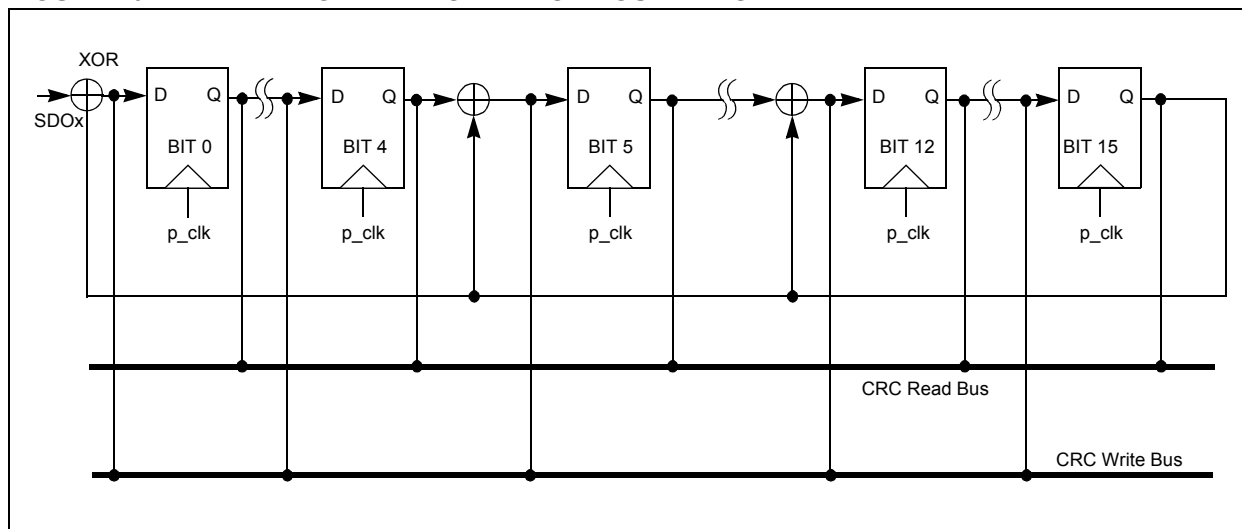 XOR
SDOx
D Q
BIT 0
p_clk
D Q
BIT 4
p_clk
D Q
BIT 5
p_clk
D Q
BIT 12
p_clk
D Q
BIT 15
p_clk
CRC Read Bus
CRC Write Bus